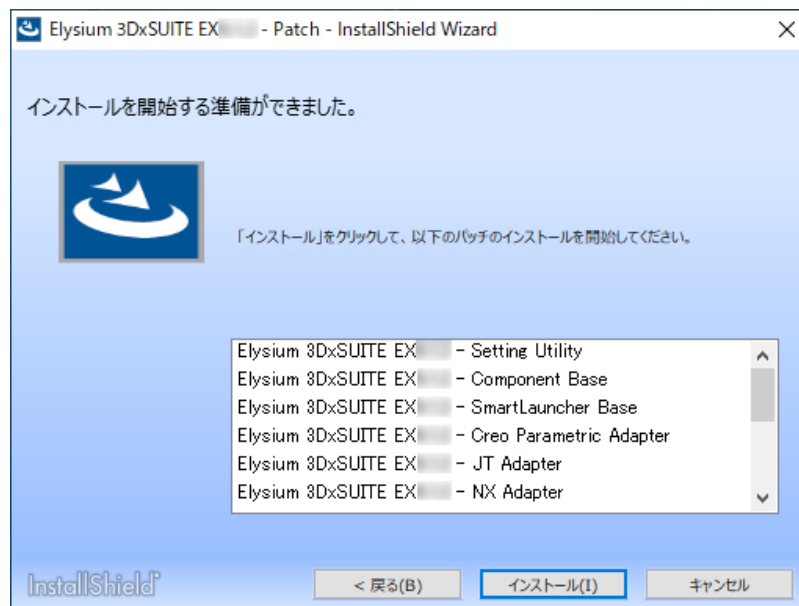 Elysium 3DxSUITE EX - Patch - InstallShield Wizard
インストールを開始する準備ができました。
「インストール」をクリックして、以下のパッチのインストールを開始してください。
Elysium 3DxSUITE EX - Setting Utility
Elysium 3DxSUITE EX - Component Base
Elysium 3DxSUITE EX - SmartLauncher Base
Elysium 3DxSUITE EX - Creo Parametric Adapter
Elysium 3DxSUITE EX - JT Adapter
Elysium 3DxSUITE EX - NX Adapter
InstallShield
< 戻る(B)
インストール(I)
キャンセル